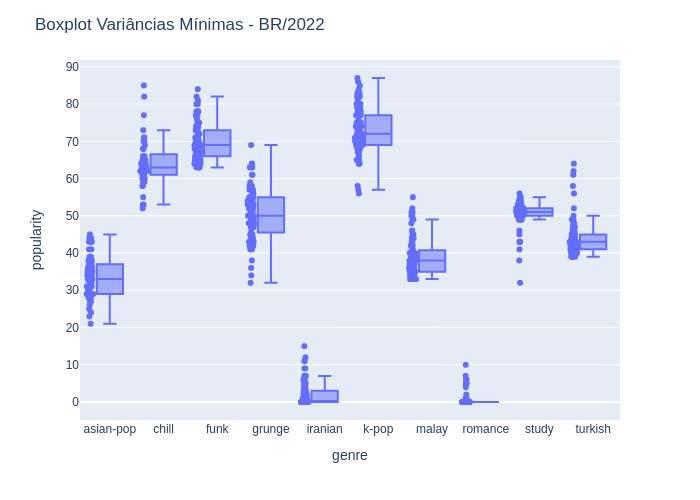 Boxplot Variâncias Mínimas - BR/2022
90
80
70
60
50
40
30
20
10
0
popularity
asian-pop chill funk grunge iranian k-pop malay romance study turkish
genre